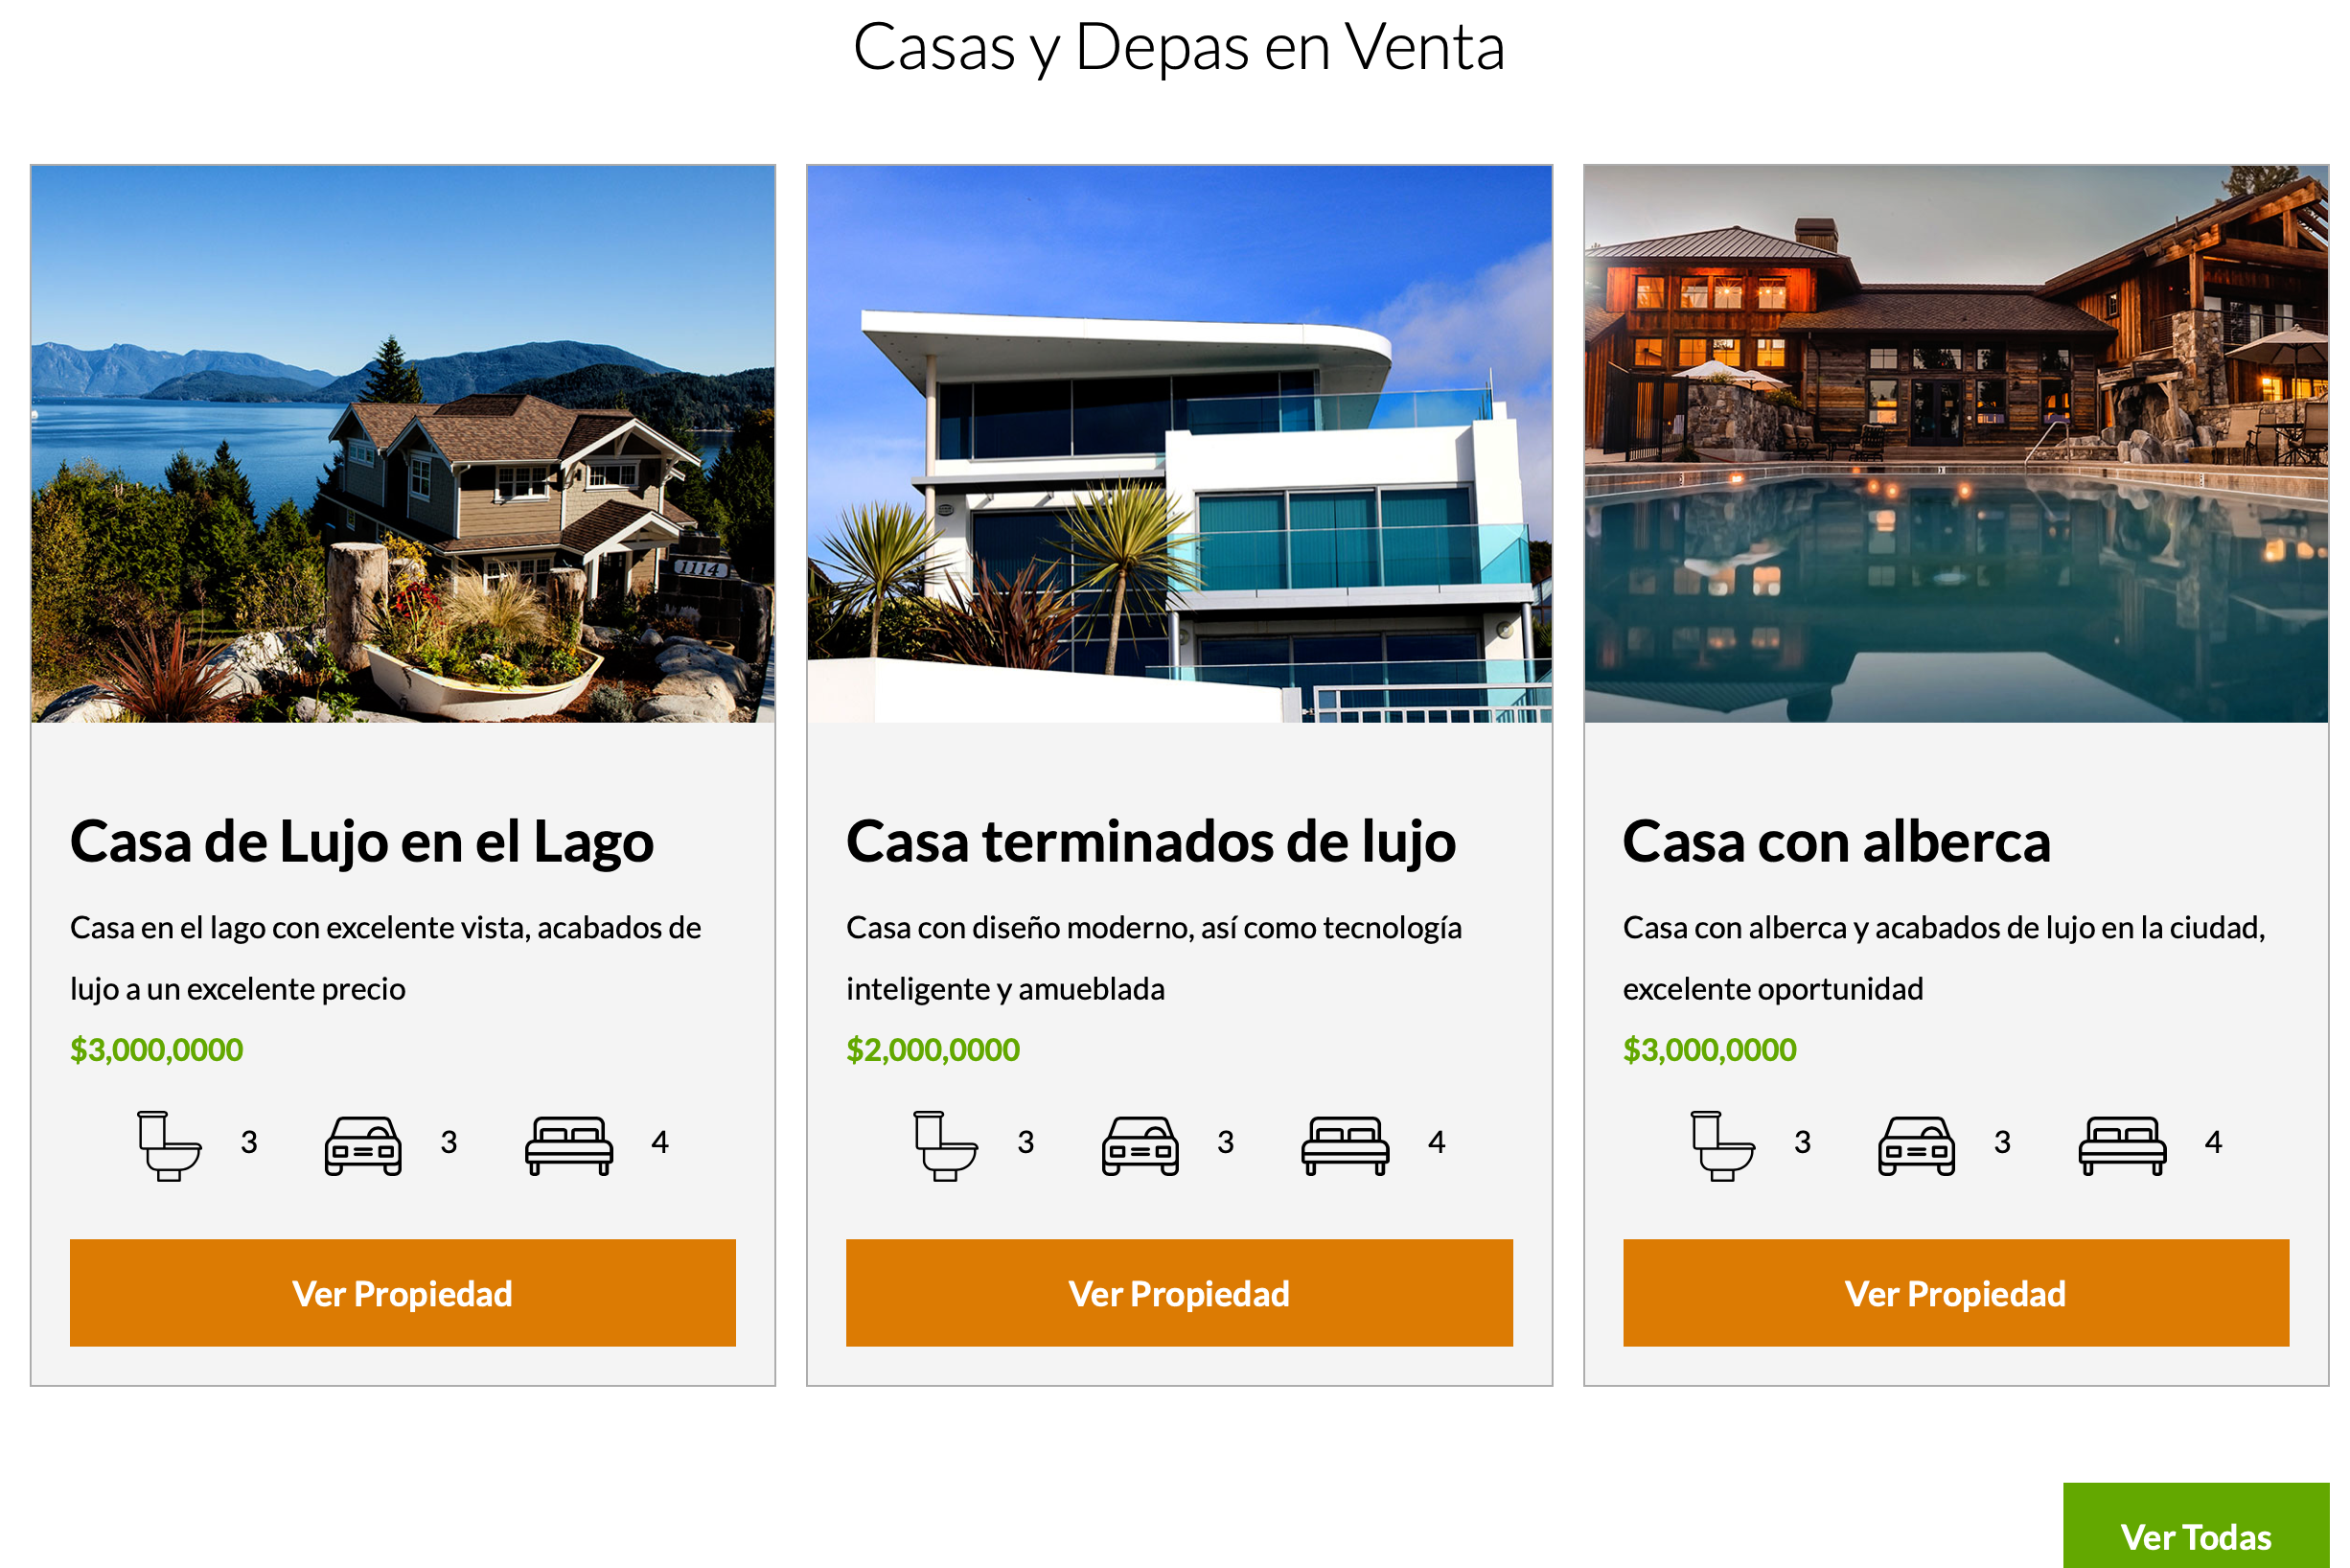 Casas y Depas en Venta
1114
Casa de Lujo en el Lago
Casa en el lago con excelente vista, acabados de
lujo a un excelente precio
$3,000,0000
3 3 4
Ver Propiedad
Casa terminados de lujo
Casa con diseño moderno, así como tecnología
inteligente y amueblada
$2,000,0000
3 3 4
Ver Propiedad
Casa con alberca
Casa con alberca y acabados de lujo en la ciudad,
excelente oportunidad
$3,000,0000
3 3 4
Ver Propiedad
Ver Todas